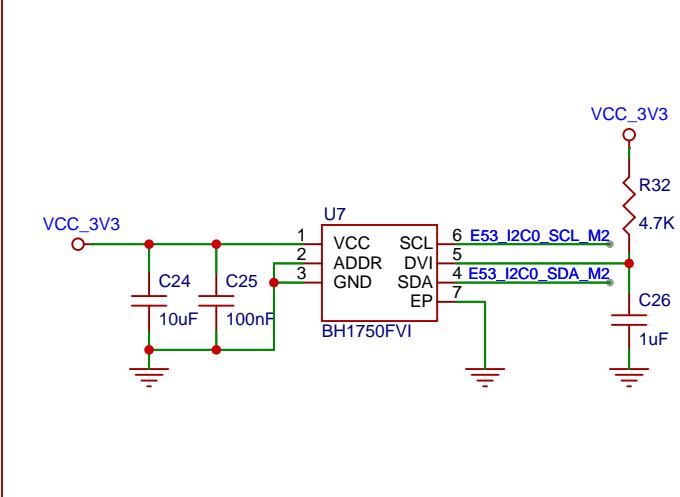 VCC_3V3
R32
4.7K
VCC_3V3
U7
1 VCC SCL 6 E53_I2C0_SCL_M2
2 ADDR DVI 5
3 GND SDA 4 E53_I2C0_SDA_M2
EP 7
C24
10uF
C25
100nF
BH1750FVI
C26
1uF